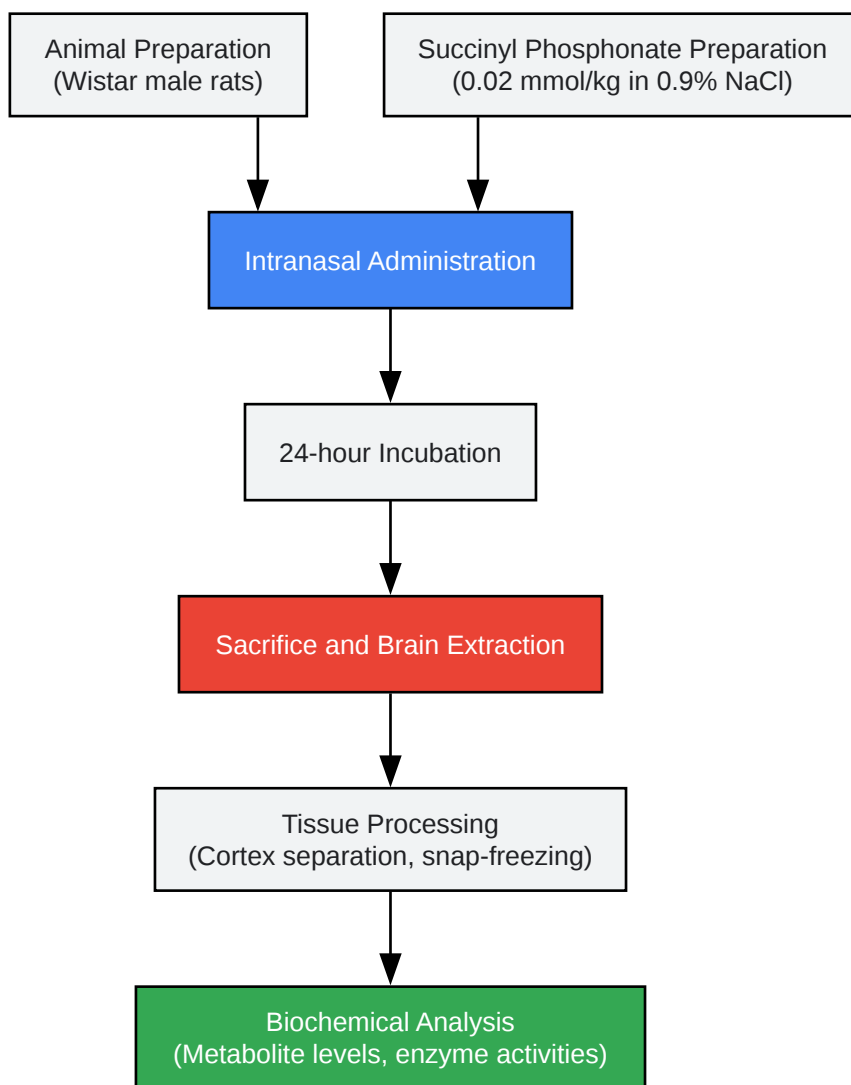 Animal Preparation
(Wistar male rats)
Succinyl Phosphonate Preparation
(0.02 mmol/kg in 0.9% NaCl)
Intranasal Administration
24-hour Incubation
Sacrifice and Brain Extraction
Tissue Processing
(Cortex separation, snap-freezing)
Biochemical Analysis
(Metabolite levels, enzyme activities)